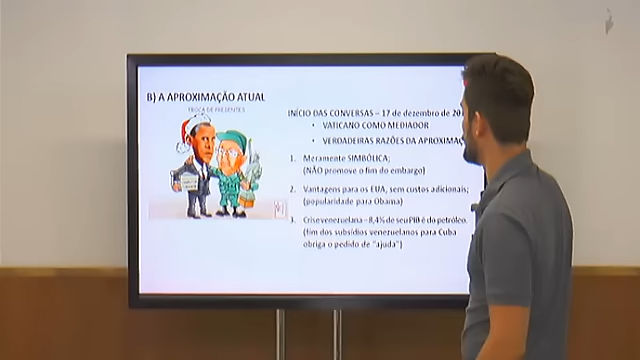 B) A APROXIMAÇÃO ATUAL
TROCA DE PRESENTES
INÍCIO DAS CONVERSAS – 17 de dezembro de 20
• VATICANO COMO MEDIADOR
• VERDADEIRAS RAZÕES DA APROXIMAÇ
1. Meramente SIMBÓLICA;
(NÃO promove o fim do embargo)
2. Vantagens para os EUA, sem custos adicionais;
(popularidade para Obama)
3. Crise venezuelana – 8,4% de seu PIB é do petróleo.
(fim dos subsídios venezuelanos para Cuba
obriga o pedido de "ajuda")